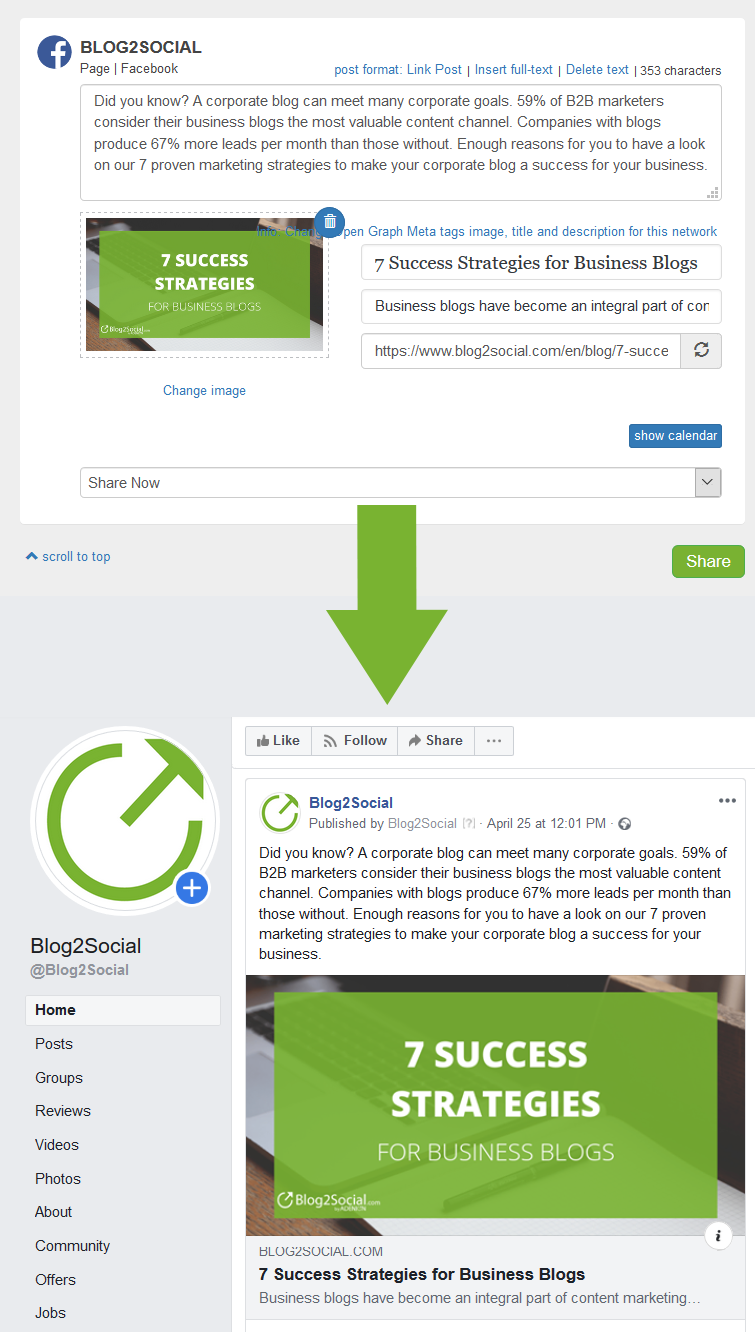 BLOG2SOCIAL
Page | Facebook
post format: Link Post | Insert full-text | Delete text | 353 characters
Did you know? A corporate blog can meet many corporate goals. 59% of B2B marketers
consider their business blogs the most valuable content channel. Companies with blogs
produce 67% more leads per month than those without. Enough reasons for you to have a look
on our 7 proven marketing strategies to make your corporate blog a success for your business.
Info: Change Open Graph Meta tags image, title and description for this network
7 SUCCESS
STRATEGIES
FOR BUSINESS BLOGS
Blog2Social.com
7 Success Strategies for Business Blogs
Business blogs have become an integral part of con
https://www.blog2social.com/en/blog/7-succe
Change image
show calendar
Share Now
scroll to top
Share
Like
Follow
Share
Blog2Social
Published by Blog2Social [?] · April 25 at 12:01 PM ·
Did you know? A corporate blog can meet many corporate goals. 59% of
B2B marketers consider their business blogs the most valuable content
channel. Companies with blogs produce 67% more leads per month than
those without. Enough reasons for you to have a look on our 7 proven
marketing strategies to make your corporate blog a success for your
business.
7 SUCCESS
STRATEGIES
FOR BUSINESS BLOGS
Blog2Social.com
by ADENION
BLOG2SOCIAL.COM
7 Success Strategies for Business Blogs
Business blogs have become an integral part of content marketing…
Blog2Social
@Blog2Social
Home
Posts
Groups
Reviews
Videos
Photos
About
Community
Offers
Jobs